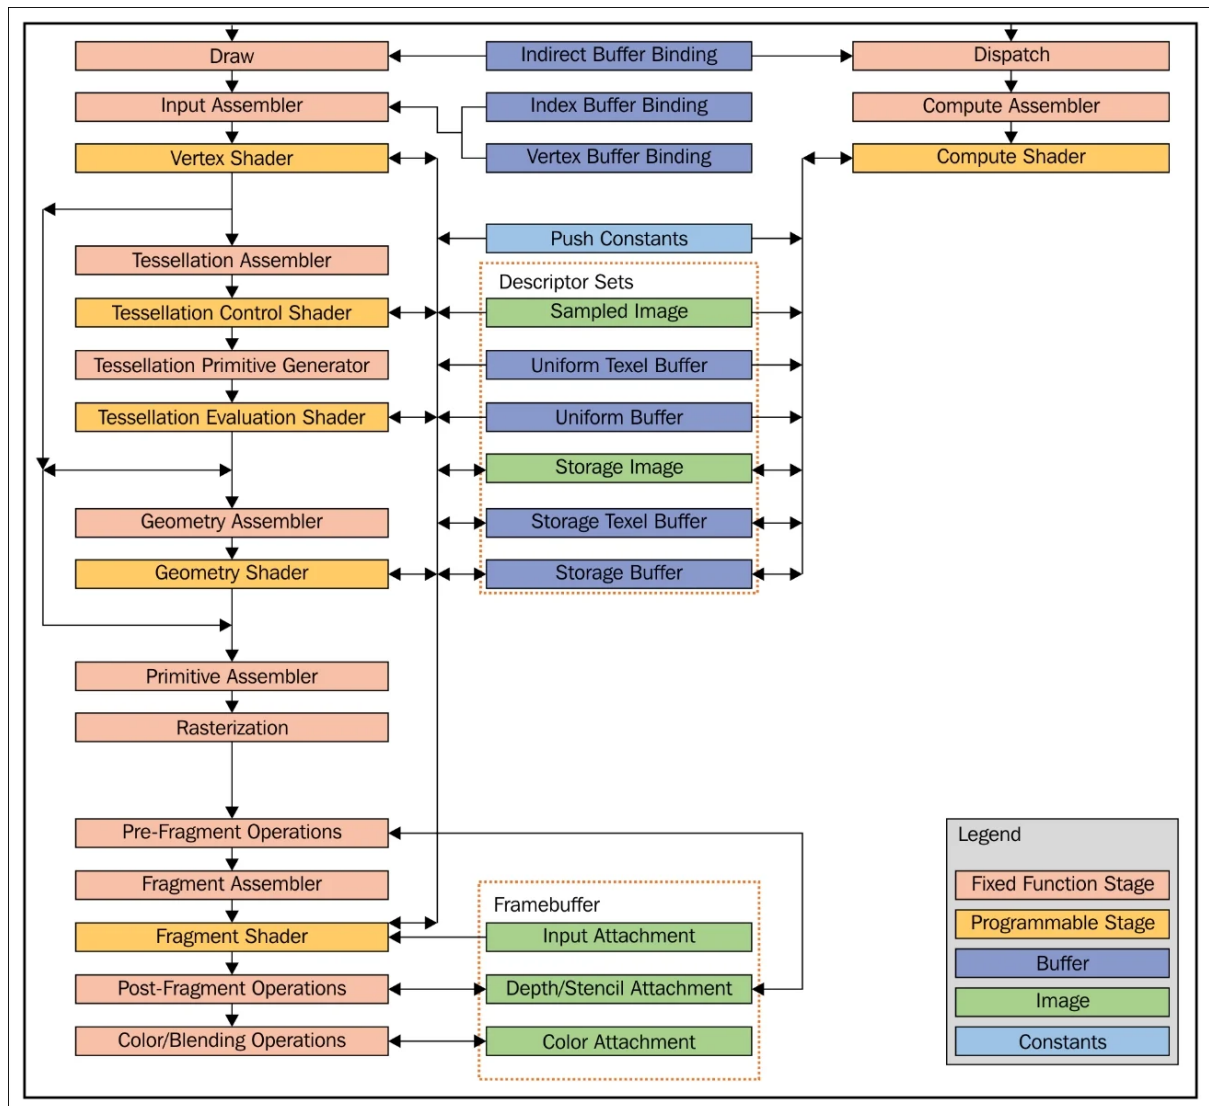 Draw
Indirect Buffer Binding
Dispatch
Input Assembler
Index Buffer Binding
Compute Assembler
Vertex Shader
Vertex Buffer Binding
Compute Shader
Push Constants
Tessellation Assembler
Descriptor Sets
Tessellation Control Shader
Sampled Image
Tessellation Primitive Generator
Uniform Texel Buffer
Tessellation Evaluation Shader
Uniform Buffer
Storage Image
Geometry Assembler
Storage Texel Buffer
Geometry Shader
Storage Buffer
Primitive Assembler
Rasterization
Pre-Fragment Operations
Fragment Assembler
Framebuffer
Fragment Shader
Input Attachment
Post-Fragment Operations
Depth/Stencil Attachment
Color/Blending Operations
Color Attachment
Legend
Fixed Function Stage
Programmable Stage
Buffer
Image
Constants